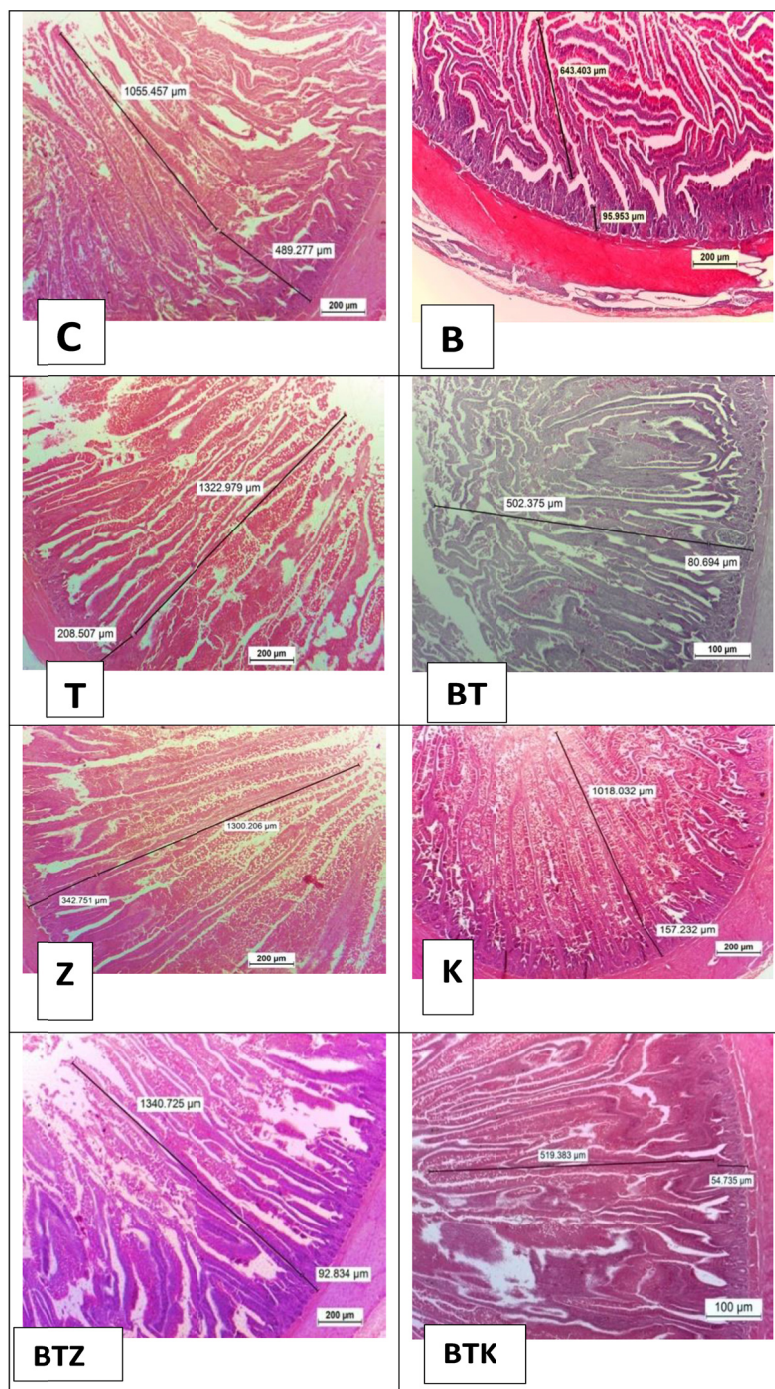 1055.457 µm
489.277 µm
200 µm
C
643.403 µm
95.953 µm
200 µm
B
1322.979 µm
208.507 µm
200 µm
T
502.375 µm
80.694 µm
100 µm
BT
1300.206 µm
342.751 µm
200 µm
Z
1018.032 µm
157.232 µm
200 µm
K
1340.725 µm
92.834 µm
200 µm
BTZ
519.383 µm
54.735 µm
100 µm
BTK